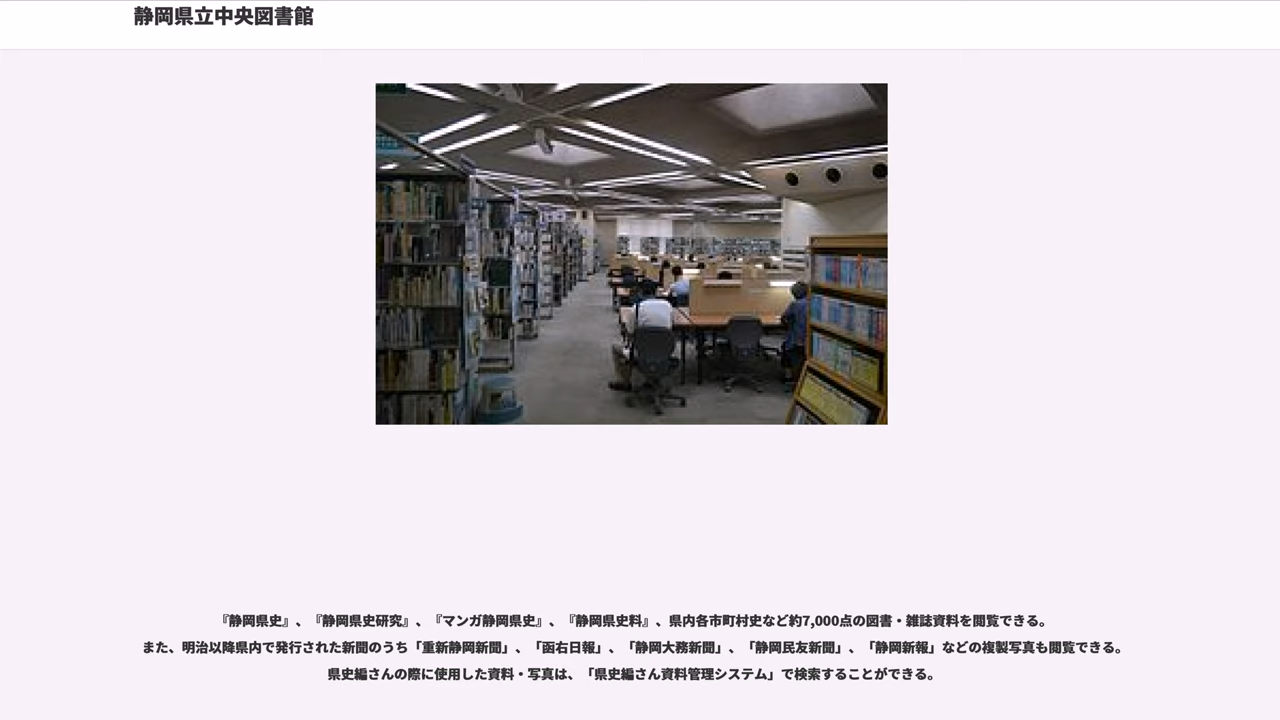 静岡県立中央図書館
『静岡県史』、『静岡県史研究』、『マンガ静岡県史』、『静岡県史料』、県内各市町村史など約7,000点の図書・雑誌資料を閲覧できる。
また、明治以降県内で発行された新聞のうち「重新静岡新聞」、「函右日報」、「静岡大務新聞」、「静岡民友新聞」、「静岡新報」などの複製写真も閲覧できる。
県史編さんの際に使用した資料・写真は、「県史編さん資料管理システム」で検索することができる。